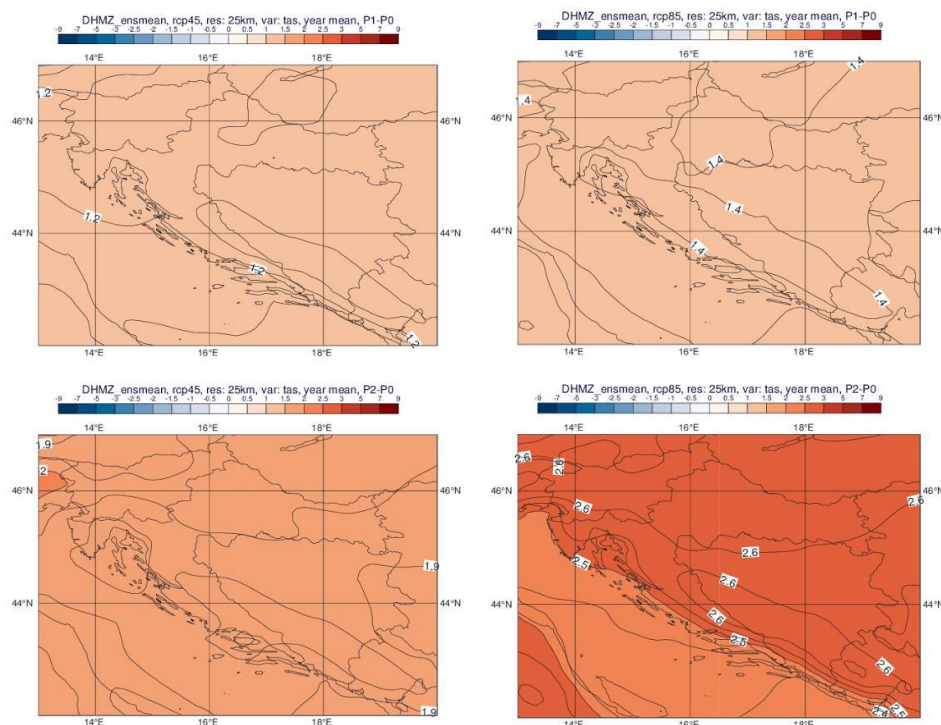 DHMZ_ensmean, rcp45, res: 25km, var: tas, year mean, P1-P0
-9 -7 -5 -3 -2 -1.5 -1 -0.5 0 0.5 1 1.5 2 2.5 3 5 7 9
14°E 16°E 18°E
1.2
46°N
1.2
44°N
1.2
1.2
14°E 16°E 18°E
DHMZ_ensmean, rcp85, res: 25km, var: tas, year mean, P1-P0
-9 -7 -5 -3 -2 -1.5 -1 -0.5 0 0.5 1 1.5 2 2.5 3 5 7 9
14°E 16°E 18°E
1.4
1.4
46°N
1.4
1.4
44°N
1.4
1.4
14°E 16°E 18°E
DHMZ_ensmean, rcp45, res: 25km, var: tas, year mean, P2-P0
-9 -7 -5 -3 -2 -1.5 -1 -0.5 0 0.5 1 1.5 2 2.5 3 5 7 9
14°E 16°E 18°E
1.9
2
46°N
1.9
44°N
14°E 16°E 18°E
DHMZ_ensmean, rcp85, res: 25km, var: tas, year mean, P2-P0
-9 -7 -5 -3 -2 -1.5 -1 -0.5 0 0.5 1 1.5 2 2.5 3 5 7 9
14°E 16°E 18°E
2.6
2.6
46°N
2.6
2.6
2.6
2.5
2.6
44°N
2.6
2.5
2.6
2.4
2.5
14°E 16°E 18°E